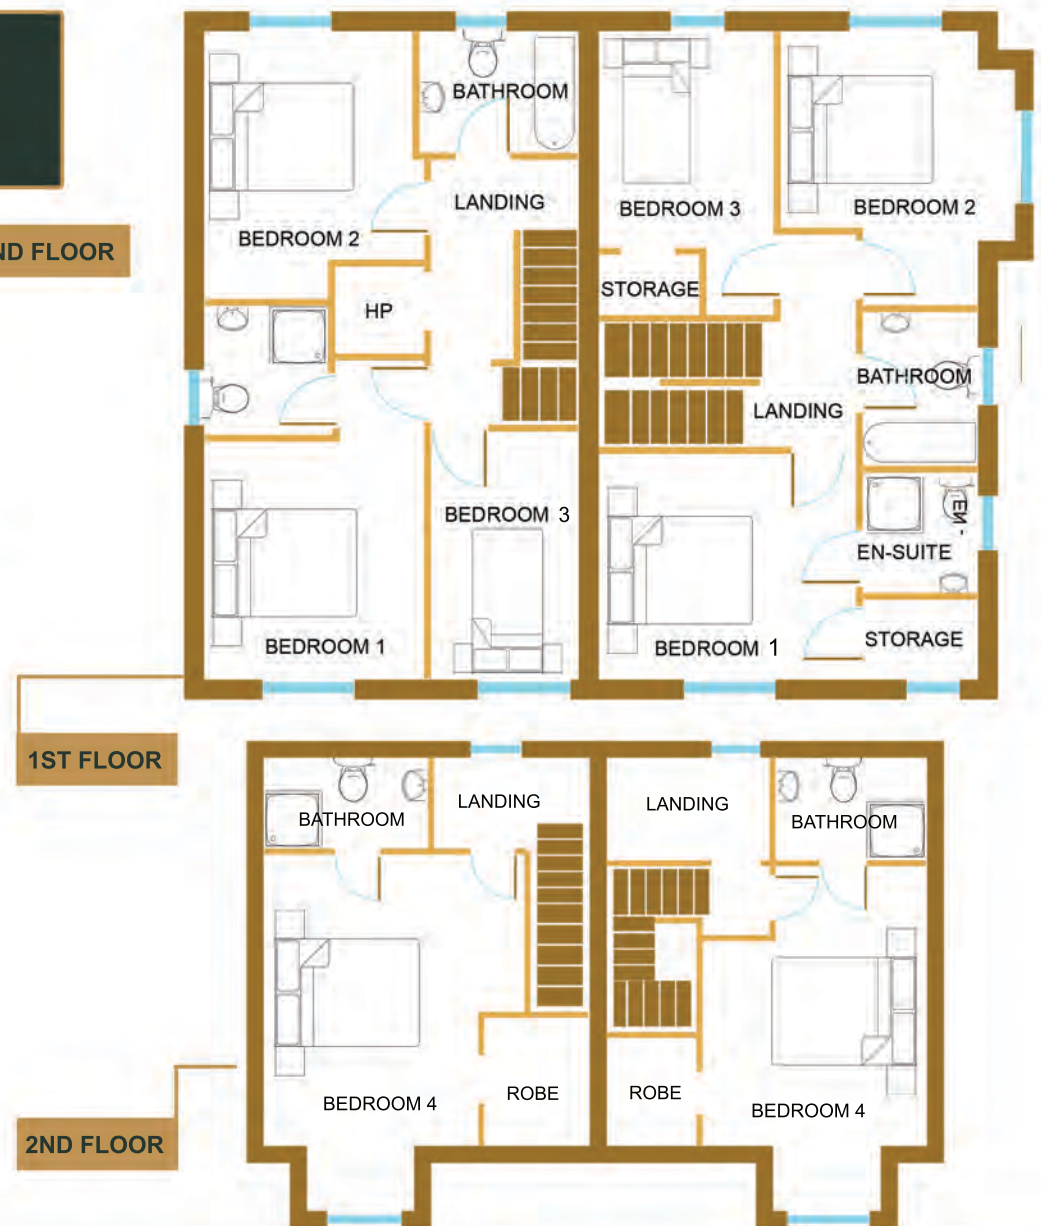 BATHROOM
BEDROOM 2
LANDING
BEDROOM 3
BEDROOM 2
ND FLOOR
HP
STORAGE
BATHROOM
LANDING
BEDROOM 3
EN -
EN-SUITE
BEDROOM 1
BEDROOM 1
STORAGE
1ST FLOOR
BATHROOM
LANDING
LANDING
BATHROOM
BEDROOM 4
ROBE
ROBE
BEDROOM 4
2ND FLOOR